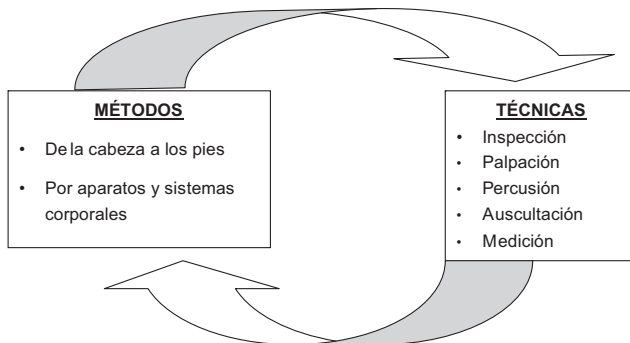 MÉTODOS
• De la cabeza a los pies
• Por aparatos y sistemas
corporales
TÉCNICAS
• Inspección
• Palpación
• Percusión
• Auscultación
• Medición